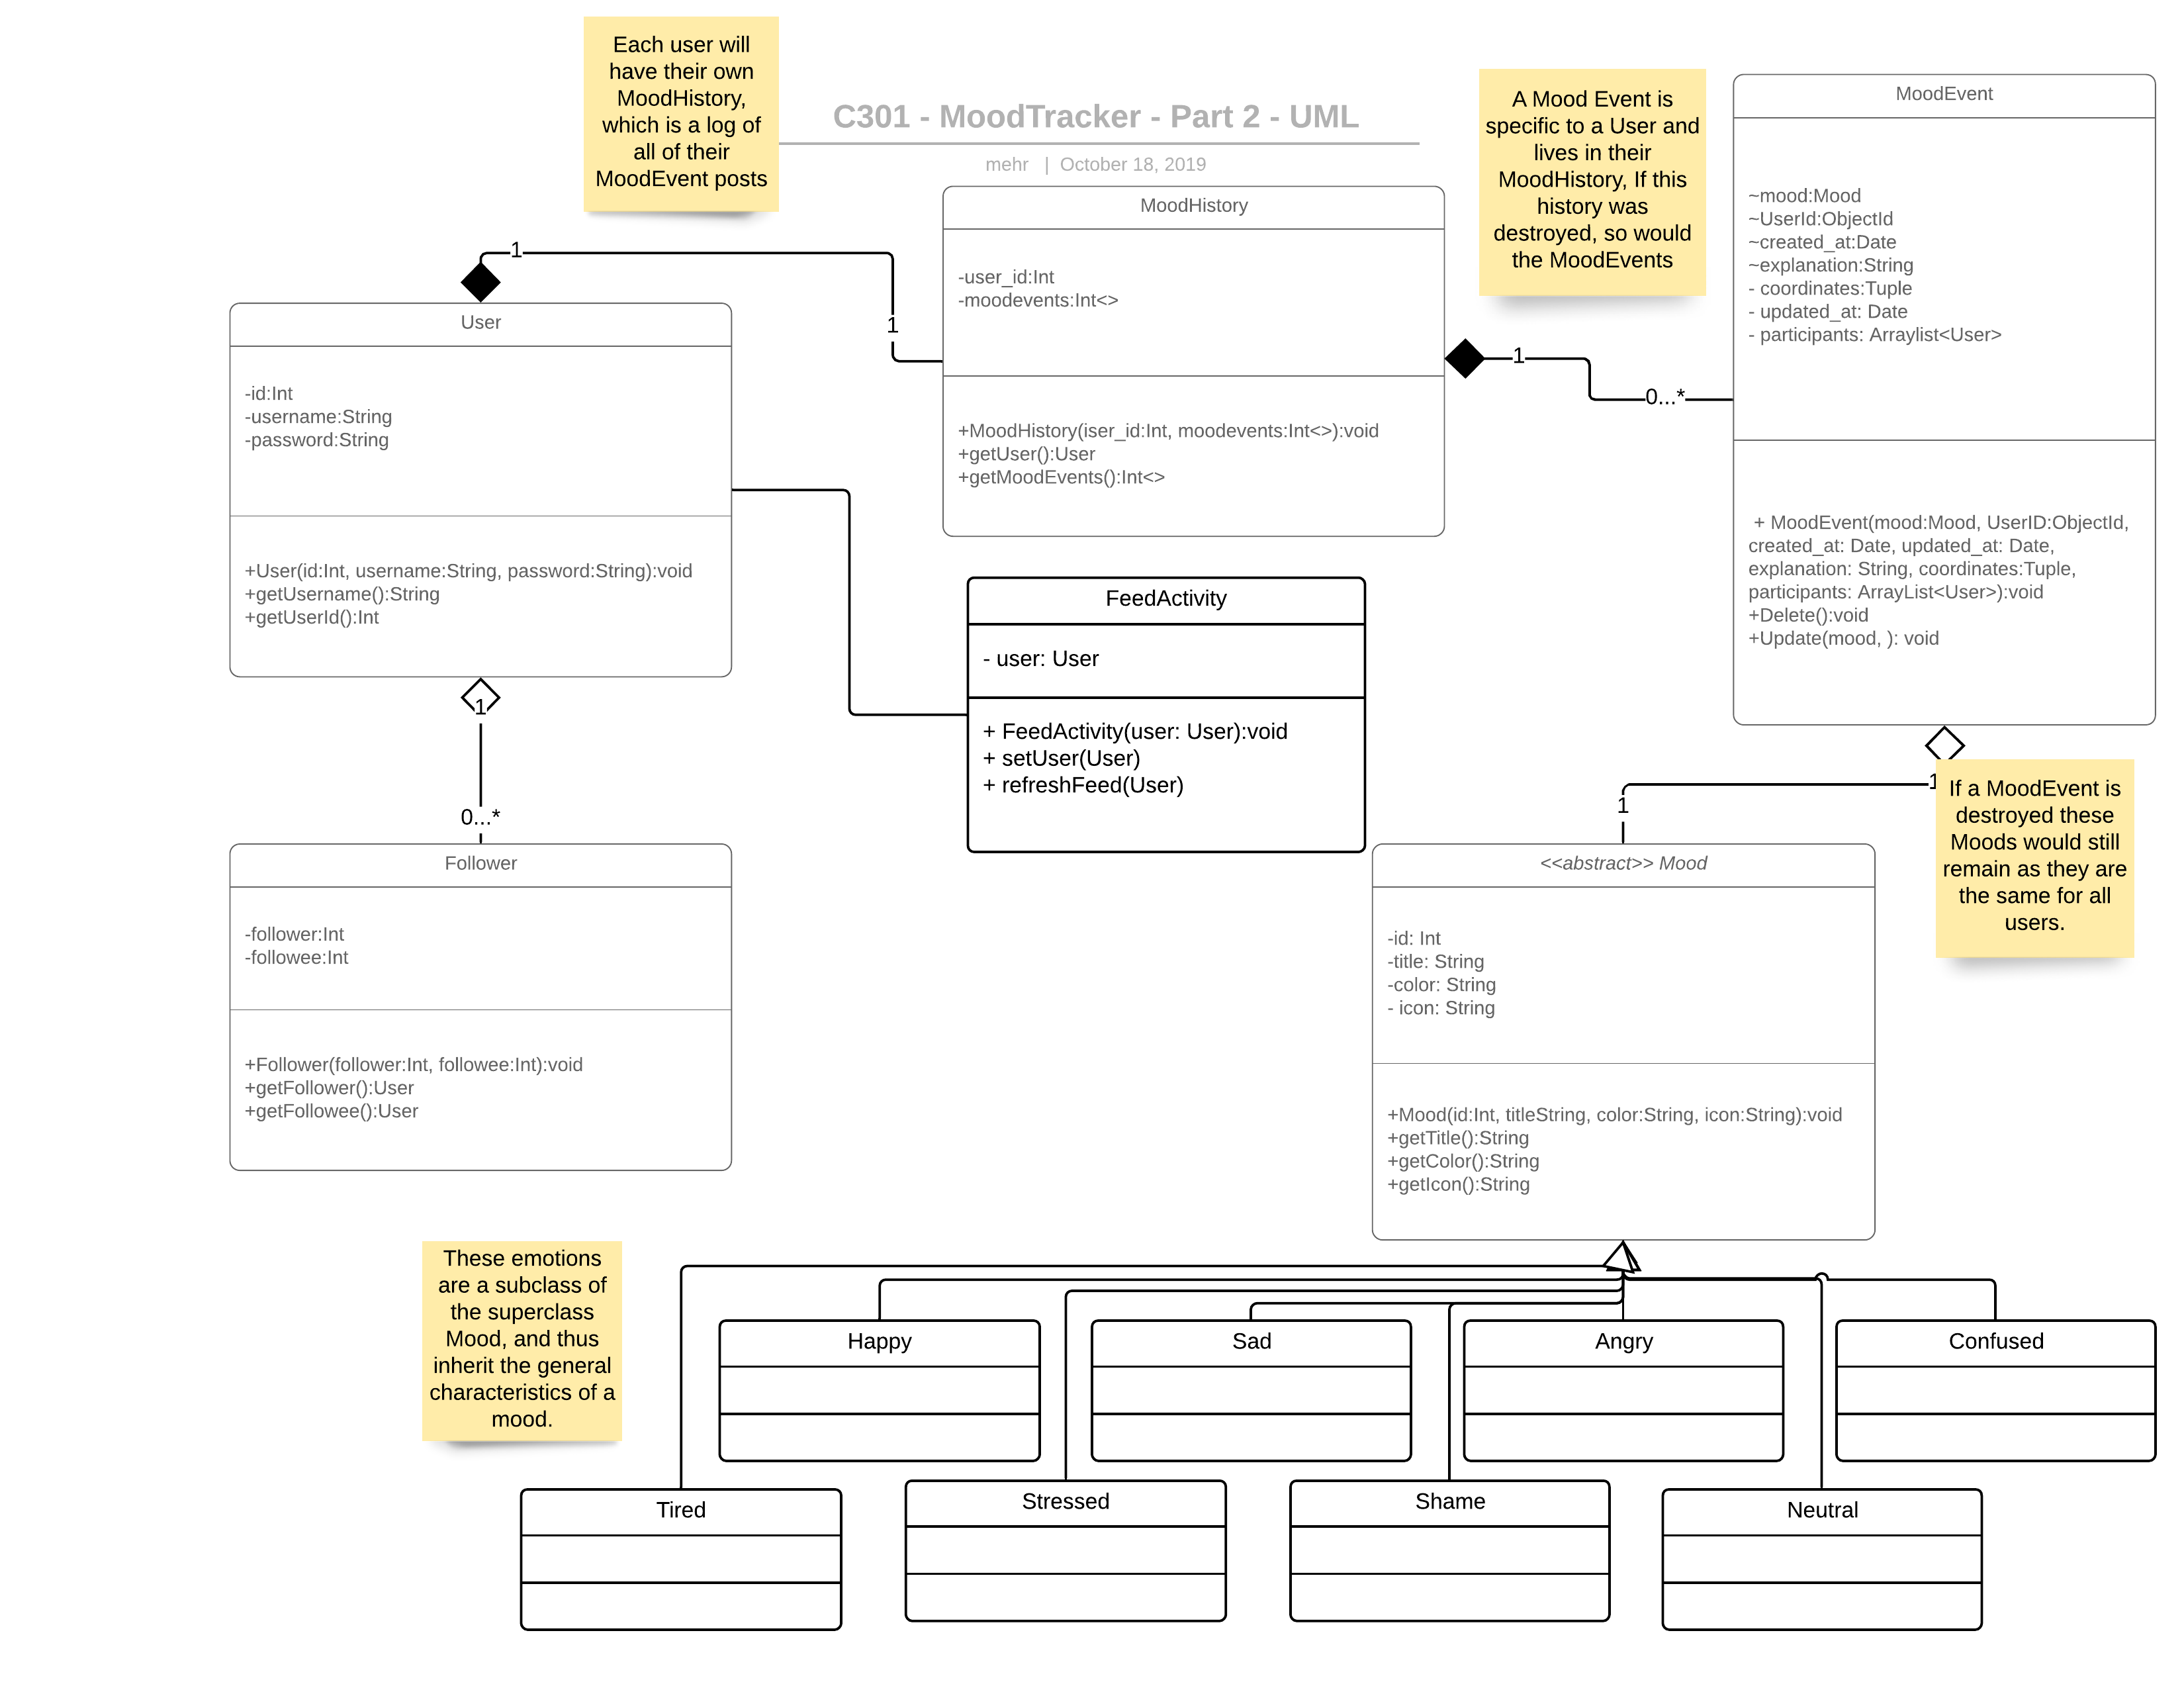 Each user will
have their own
MoodHistory,
which is a log of
all of their
MoodEvent posts
C301 - MoodTracker - Part 2 - UML
mehr | October 18, 2019
A Mood Event is
specific to a User and
lives in their
MoodHistory, If this
history was
destroyed, so would
the MoodEvents
MoodEvent
~mood:Mood
~UserId:ObjectId
~created_at:Date
~explanation:String
- coordinates:Tuple
- updated_at: Date
- participants: Arraylist<User>
+ MoodEvent(mood:Mood, UserID:ObjectId,
created_at: Date, updated_at: Date,
explanation: String, coordinates:Tuple,
participants: ArrayList<User>):void
+Delete():void
+Update(mood, ): void
MoodHistory
-user_id:Int
-moodevents:Int<>
+MoodHistory(iser_id:Int, moodevents:Int<>):void
+getUser():User
+getMoodEvents():Int<>
1
1
1
0...*
User
-id:Int
-username:String
-password:String
+User(id:Int, username:String, password:String):void
+getUsername():String
+getUserId():Int
FeedActivity
- user: User
+ FeedActivity(user: User):void
+ setUser(User)
+ refreshFeed(User)
1
0...*
Follower
-follower:Int
-followee:Int
+Follower(follower:Int, followee:Int):void
+getFollower():User
+getFollowee():User
1
1
If a MoodEvent is
destroyed these
Moods would still
remain as they are
the same for all
users.
<<abstract>> Mood
-id: Int
-title: String
-color: String
- icon: String
+Mood(id:Int, titleString, color:String, icon:String):void
+getTitle():String
+getColor():String
+getIcon():String
These emotions
are a subclass of
the superclass
Mood, and thus
inherit the general
characteristics of a
mood.
Happy
Sad
Angry
Confused
Tired
Stressed
Shame
Neutral